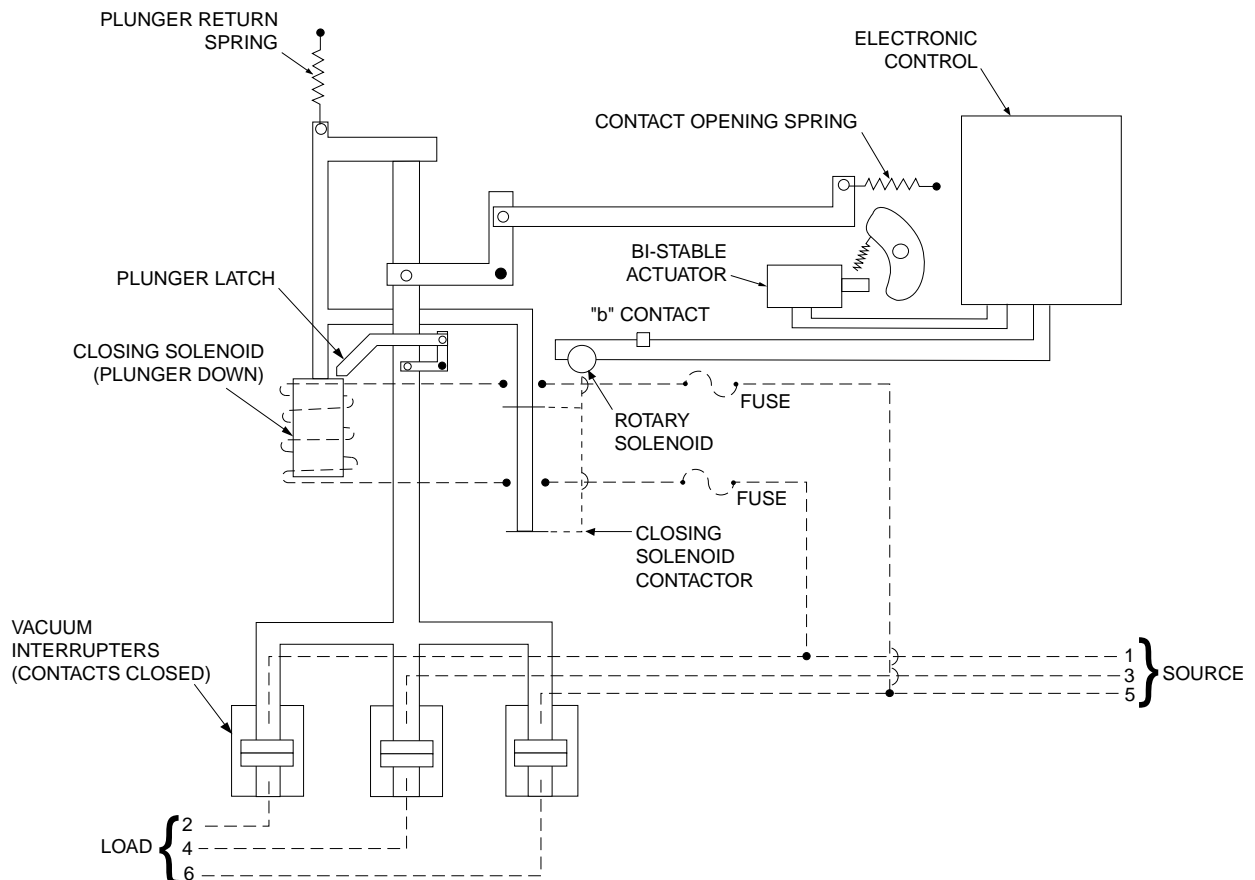 PLUNGER RETURN
SPRING
ELECTRONIC
CONTROL
CONTACT OPENING SPRING
BI-STABLE
ACTUATOR
PLUNGER LATCH
"b" CONTACT
CLOSING SOLENOID
(PLUNGER DOWN)
FUSE
ROTARY
SOLENOID
FUSE
CLOSING
SOLENOID
CONTACTOR
VACUUM
INTERRUPTERS
(CONTACTS CLOSED)
1
3
5
SOURCE
LOAD
2
4
6